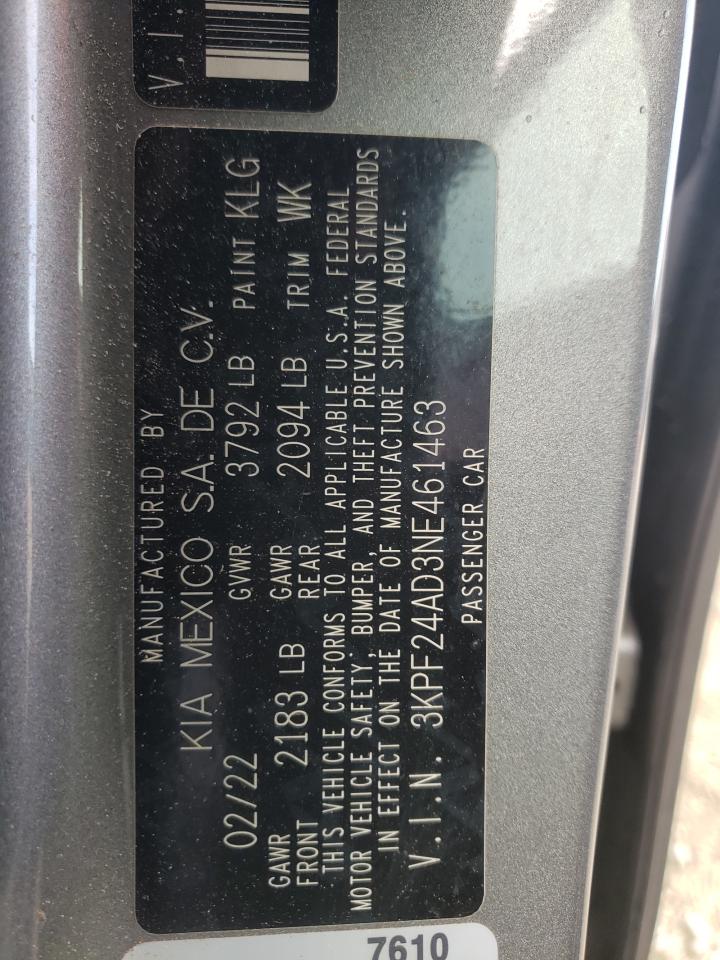 V.I.
MANUFACTURED BY
KIA MEXICO S.A. DE C.V.
02/22 GVWR 3792 LB PAINT KLG
GAWR FRONT 2183 LB GAWR REAR 2094 LB TRIM WK
THIS VEHICLE CONFORMS TO ALL APPLICABLE U.S.A. FEDERAL
MOTOR VEHICLE SAFETY, BUMPER, AND THEFT PREVENTION STANDARDS
IN EFFECT ON THE DATE OF MANUFACTURE SHOWN ABOVE.
V.I.N. 3KPF24AD3NE461463
PASSENGER CAR
7610